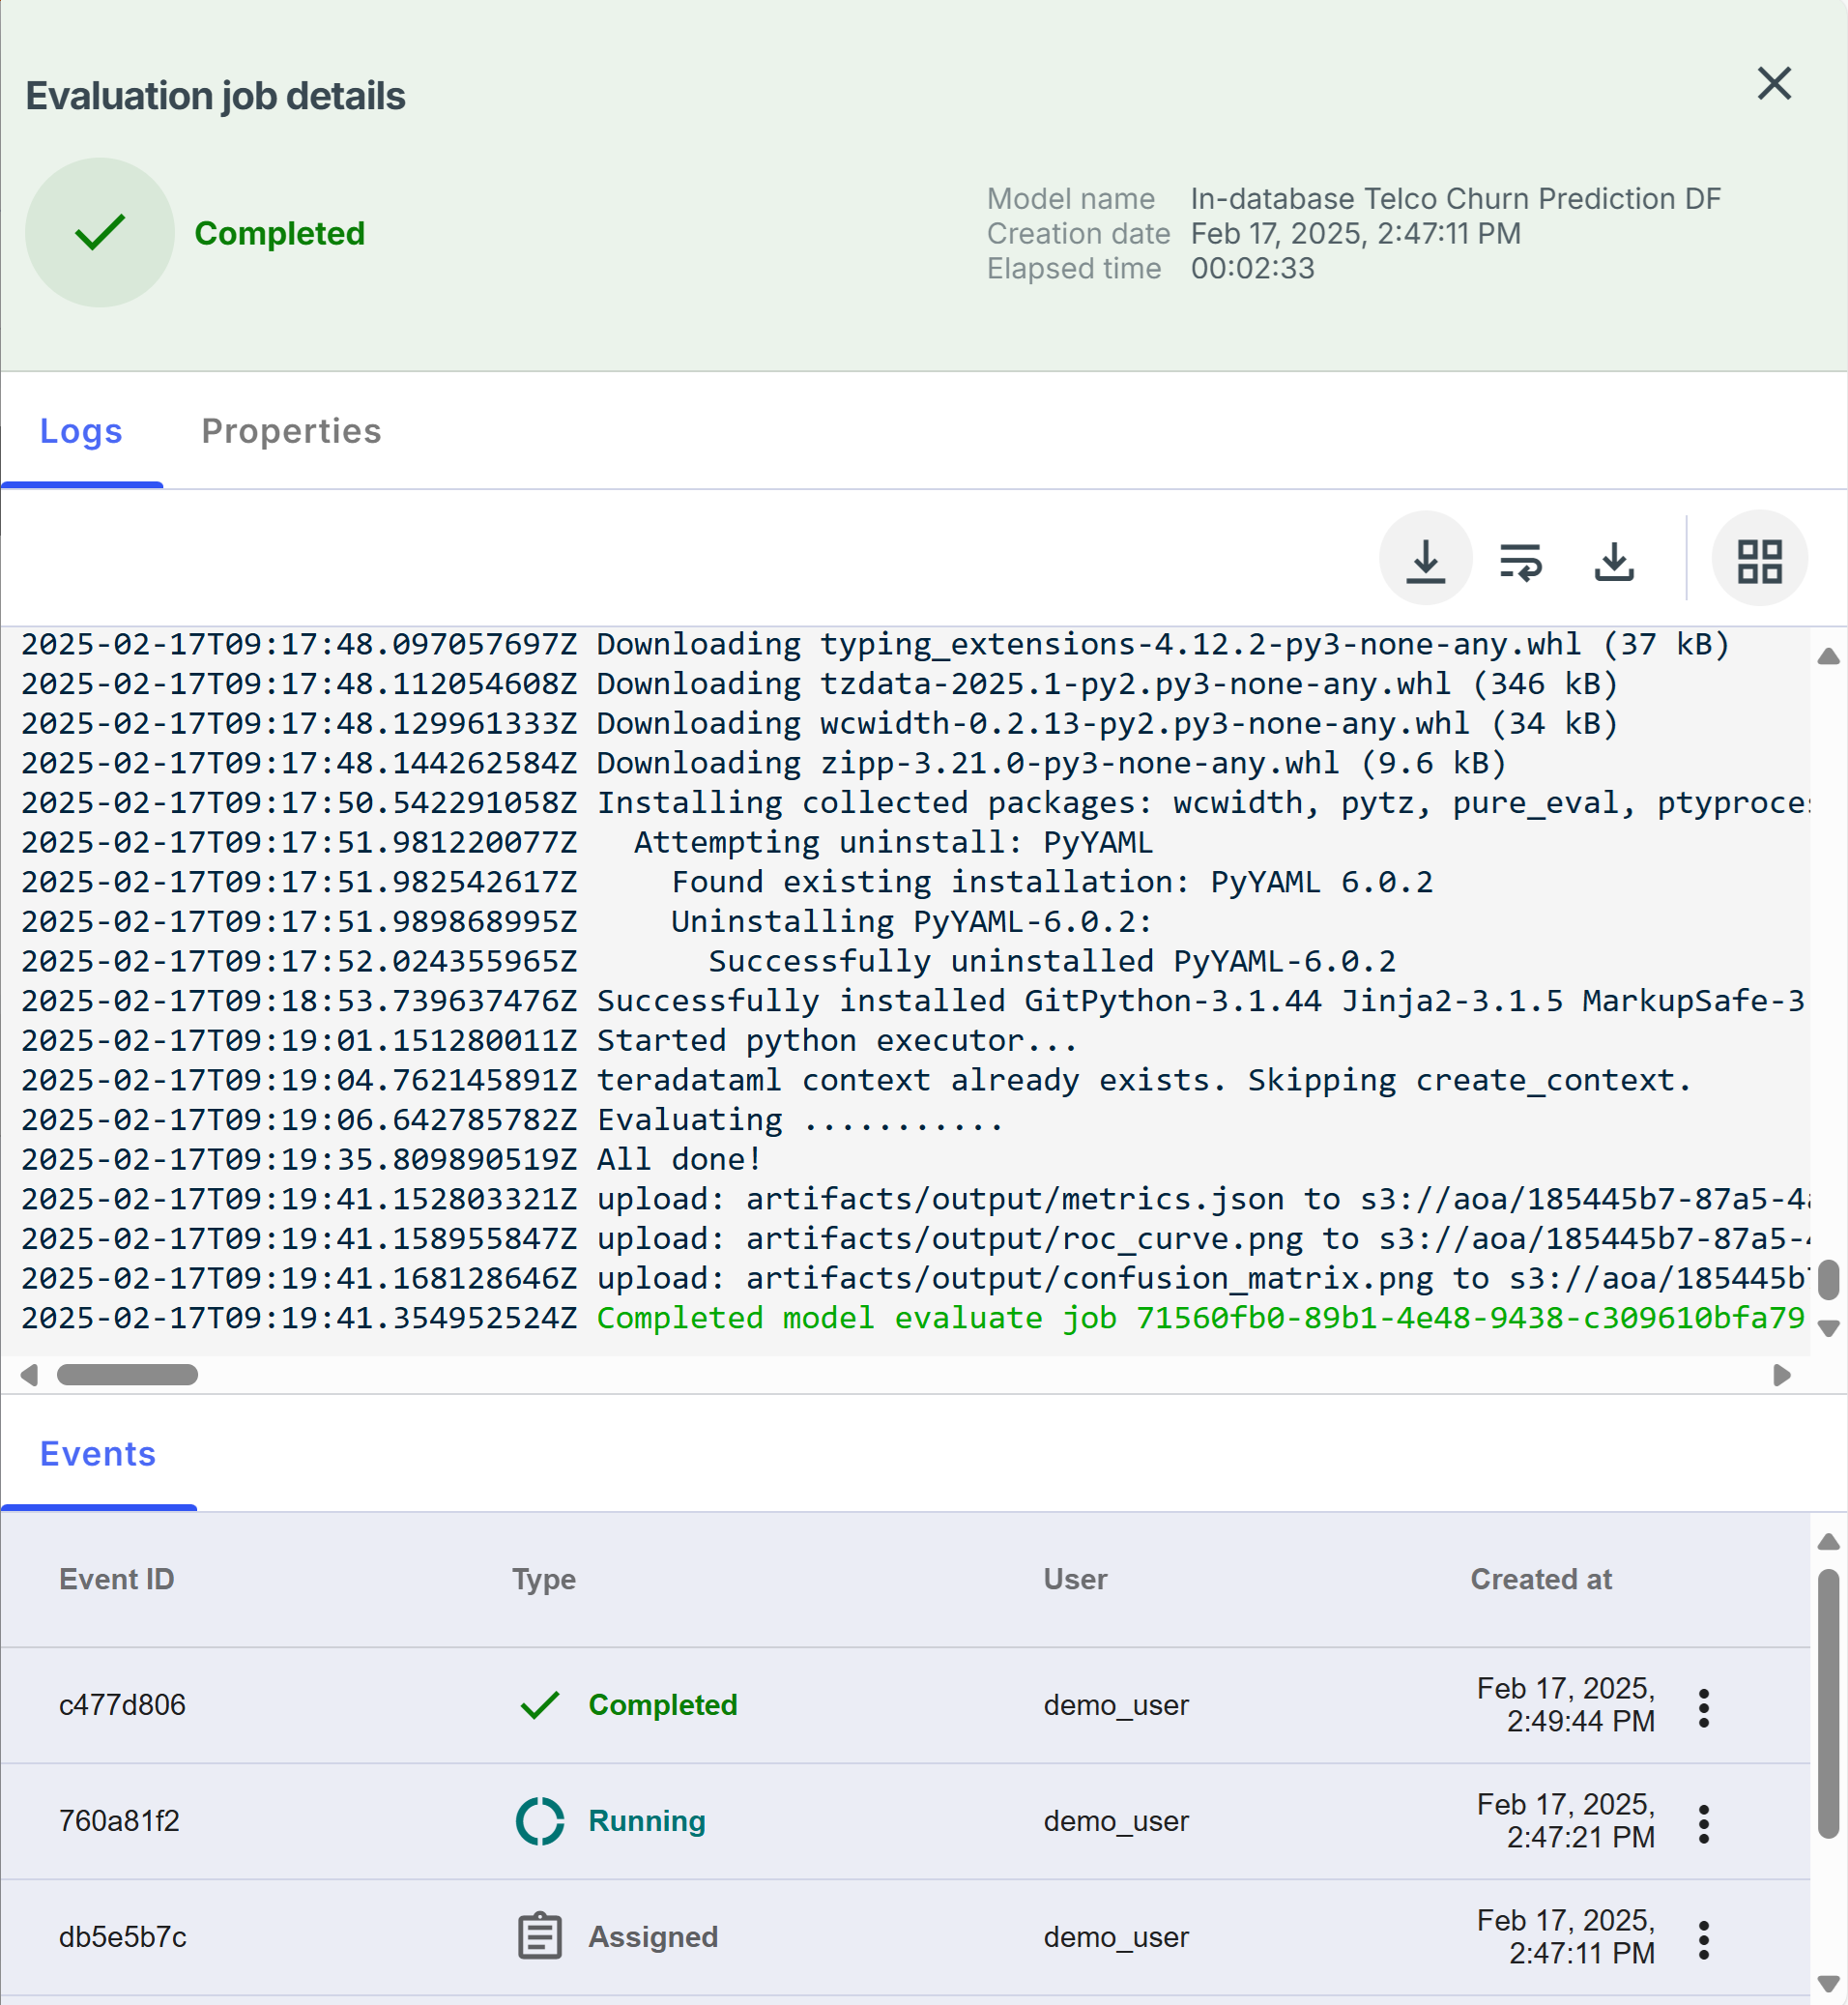 Evaluation job details
Completed
Model name In-database Telco Churn Prediction DF
Creation date Feb 17, 2025, 2:47:11 PM
Elapsed time 00:02:33
Logs Properties
2025-02-17T09:17:48.097057697Z Downloading typing_extensions-4.12.2-py3-none-any.whl (37 kB)
2025-02-17T09:17:48.112054608Z Downloading tzdata-2025.1-py2.py3-none-any.whl (346 kB)
2025-02-17T09:17:48.129961333Z Downloading wcwidth-0.2.13-py2.py3-none-any.whl (34 kB)
2025-02-17T09:17:48.144262584Z Downloading zipp-3.21.0-py3-none-any.whl (9.6 kB)
2025-02-17T09:17:50.542291058Z Installing collected packages: wcwidth, pytz, pure_eval, ptyproces
2025-02-17T09:17:51.981220077Z Attempting uninstall: PyYAML
2025-02-17T09:17:51.982542617Z Found existing installation: PyYAML 6.0.2
2025-02-17T09:17:51.989868995Z Uninstalling PyYAML-6.0.2:
2025-02-17T09:17:52.024355965Z Successfully uninstalled PyYAML-6.0.2
2025-02-17T09:18:53.739637476Z Successfully installed GitPython-3.1.44 Jinja2-3.1.5 MarkupSafe-3
2025-02-17T09:19:01.151280011Z Started python executor...
2025-02-17T09:19:04.762145891Z teradataml context already exists. Skipping create_context.
2025-02-17T09:19:06.642785782Z Evaluating ...........
2025-02-17T09:19:35.809890519Z All done!
2025-02-17T09:19:41.152803321Z upload: artifacts/output/metrics.json to s3://aoa/185445b7-87a5-4a
2025-02-17T09:19:41.158955847Z upload: artifacts/output/roc_curve.png to s3://aoa/185445b7-87a5-4
2025-02-17T09:19:41.168128646Z upload: artifacts/output/confusion_matrix.png to s3://aoa/185445b7
2025-02-17T09:19:41.354952524Z Completed model evaluate job 71560fb0-89b1-4e48-9438-c309610bfa79
Events
Event ID Type User Created at
c477d806 Completed demo_user Feb 17, 2025,
2:49:44 PM
760a81f2 Running demo_user Feb 17, 2025,
2:47:21 PM
db5e5b7c Assigned demo_user Feb 17, 2025,
2:47:11 PM